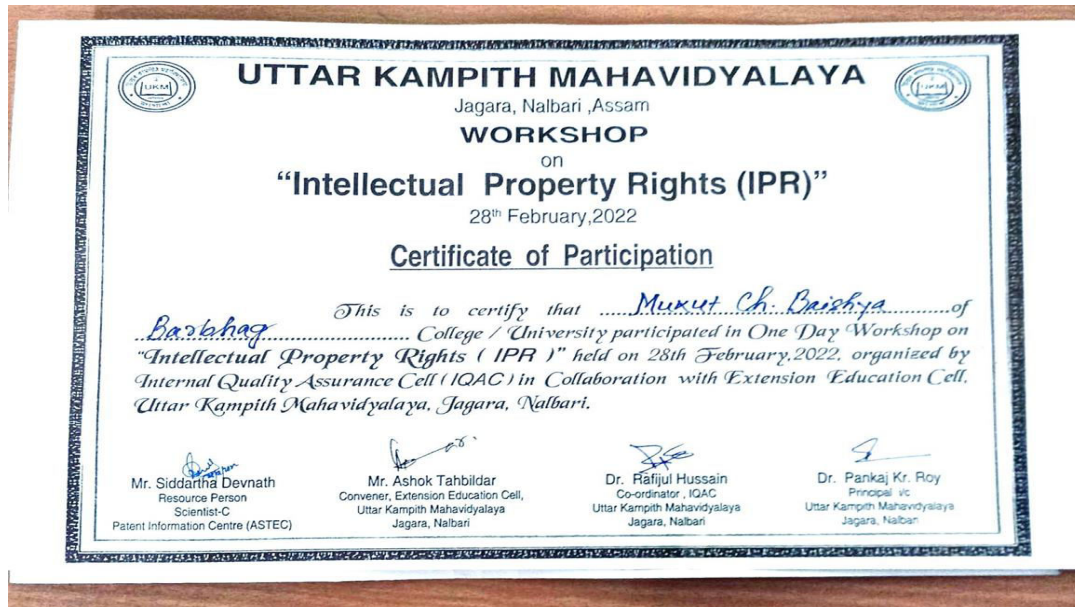 UTTAR KAMPITH MAHAVIDYALAYA
UKM
UKM
Jagara, Nalbari ,Assam
WORKSHOP
on
“Intellectual Property Rights (IPR)”
28th February,2022
Certificate of Participation
This is to certify that ......Mukut Ch. Baishya..........of
..Barbhag......................... College / University participated in One Day Workshop on
“Intellectual Property Rights ( IPR )” held on 28th February,2022, organized by
Internal Quality Assurance Cell ( IQAC ) in Collaboration with Extension Education Cell,
Uttar Kampith Mahavidyalaya, Jagara, Nalbari.
Mr. Siddartha Devnath
Resource Person
Scientist-C
Patent Information Centre (ASTEC)
Mr. Ashok Tahbildar
Convener, Extension Education Cell,
Uttar Kampith Mahavidyalaya
Jagara, Nalbari
Dr. Rafijul Hussain
Co-ordinator , IQAC
Uttar Kampith Mahavidyalaya
Jagara, Nalbari
Dr. Pankaj Kr. Roy
Principal i/c
Uttar Kampith Mahavidyalaya
Jagara, Nalbari